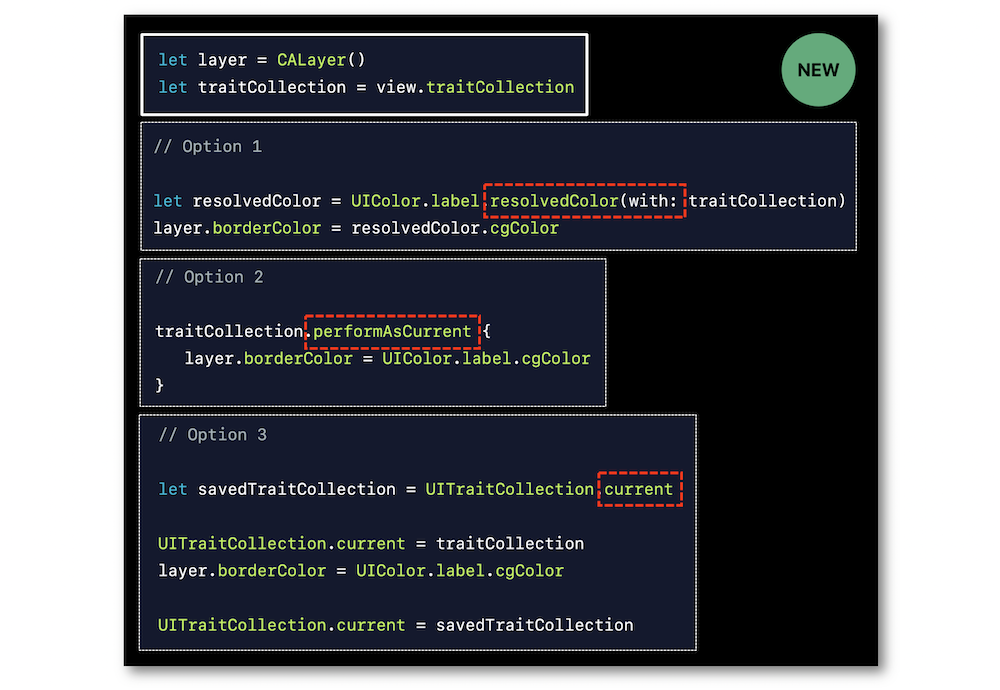 let layer = CALayer()
let traitCollection = view.traitCollection
NEW
// Option 1
let resolvedColor = UIColor.label.resolvedColor(with: traitCollection)
layer.borderColor = resolvedColor.cgColor
// Option 2
traitCollection.performAsCurrent {
layer.borderColor = UIColor.label.cgColor
}
// Option 3
let savedTraitCollection = UITraitCollection.current
UITraitCollection.current = traitCollection
layer.borderColor = UIColor.label.cgColor
UITraitCollection.current = savedTraitCollection